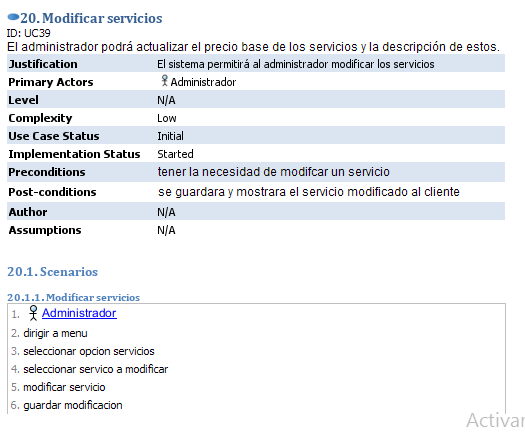 20. Modificar servicios
ID: UC39
El administrador podrá actualizar el precio base de los servicios y la descripción de estos.
Justification El sistema permitirá al administrador modificar los servicios
Primary Actors Administrador
Level N/A
Complexity Low
Use Case Status Initial
Implementation Status Started
Preconditions tener la necesidad de modifcar un servicio
Post-conditions se guardara y mostrara el servicio modificado al cliente
Author N/A
Assumptions N/A
20.1. Scenarios
20.1.1. Modificar servicios
1. Administrador
2. dirigir a menu
3. seleccionar opcion servicios
4. seleccionar servico a modificar
5. modificar servicio
6. guardar modificacion
Activar